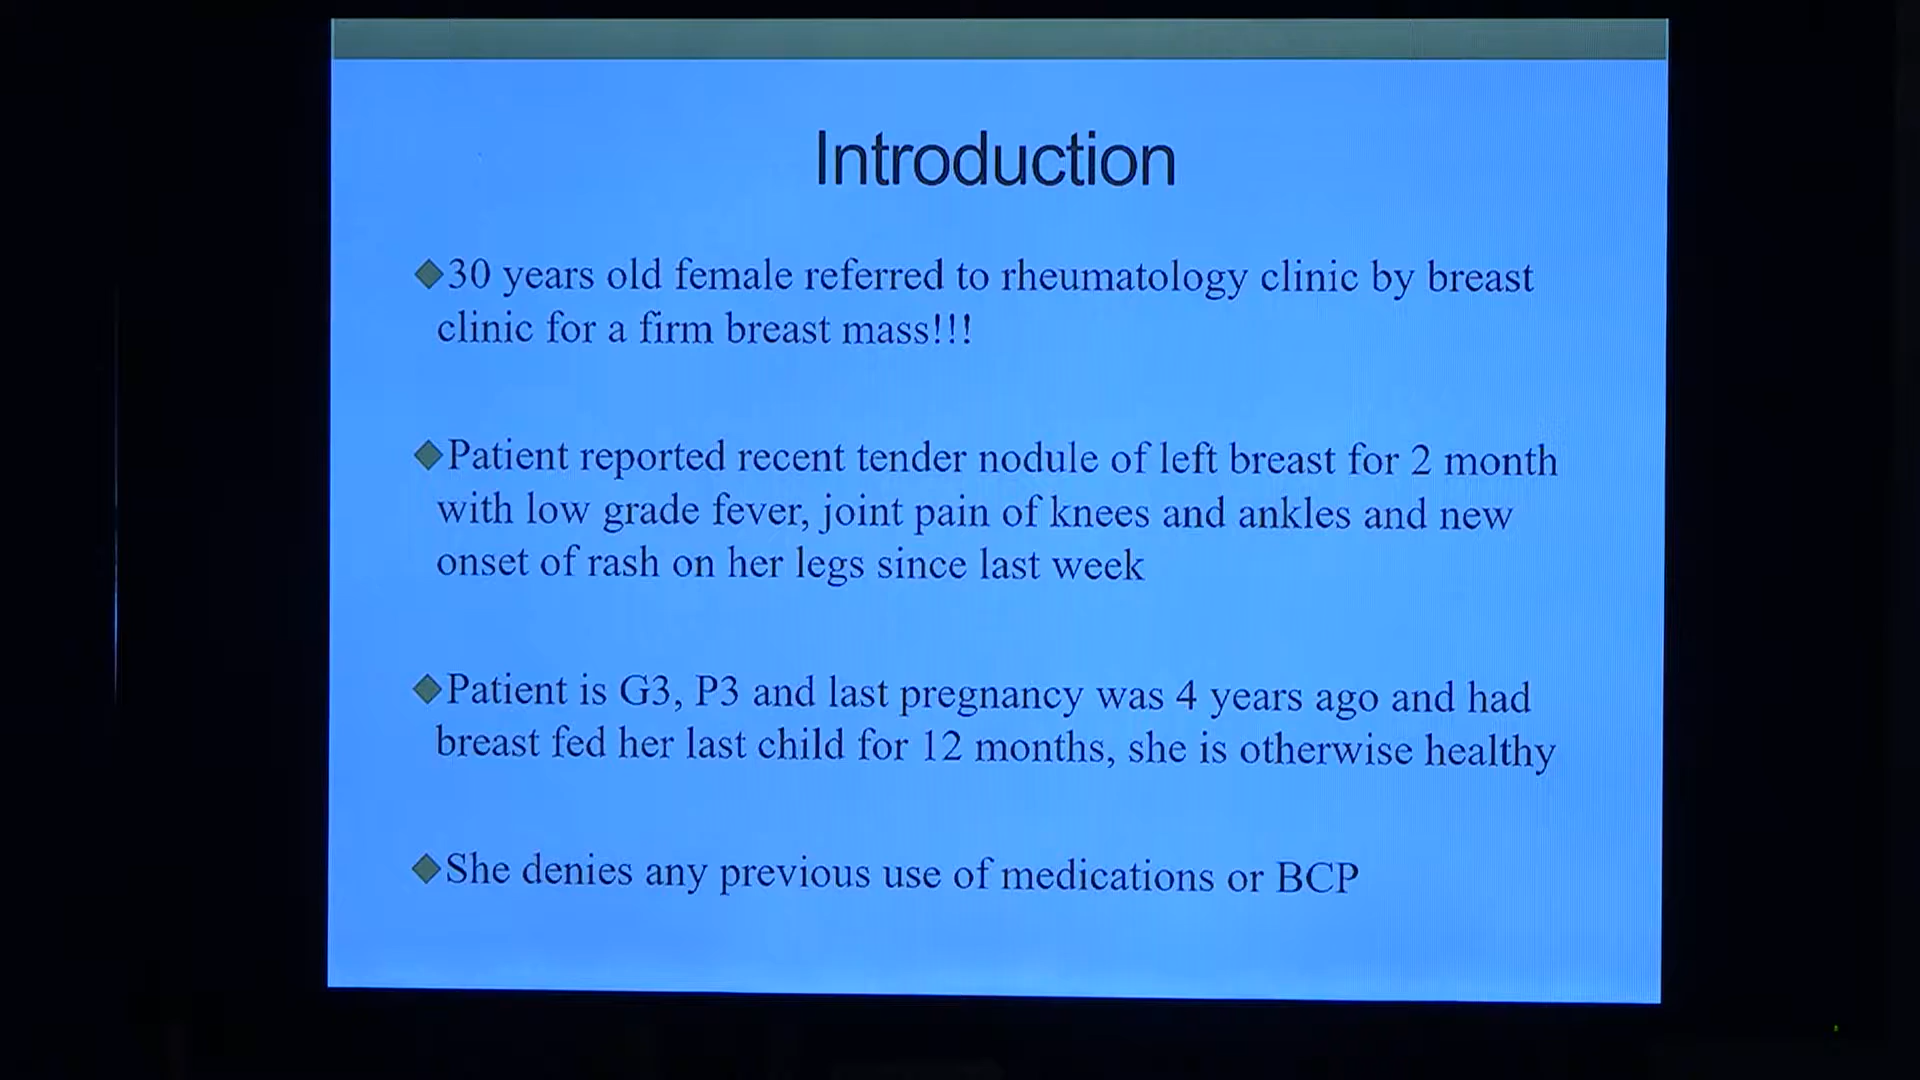 Introduction
30 years old female referred to rheumatology clinic by breast
clinic for a firm breast mass!!!
Patient reported recent tender nodule of left breast for 2 month
with low grade fever, joint pain of knees and ankles and new
onset of rash on her legs since last week
Patient is G3, P3 and last pregnancy was 4 years ago and had
breast fed her last child for 12 months, she is otherwise healthy
She denies any previous use of medications or BCP